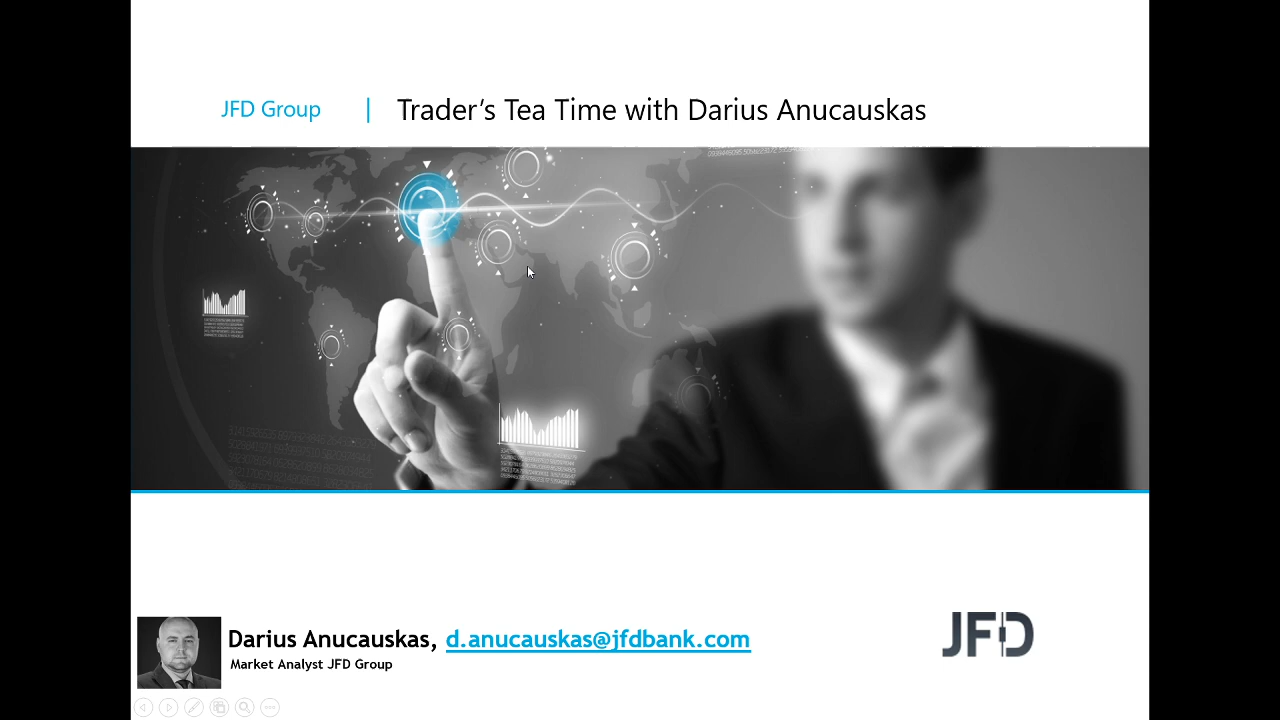 JFD Group | Trader’s Tea Time with Darius Anucauskas
Darius Anucauskas, d.anucauskas@jfdbank.com
Market Analyst JFD Group
JFD